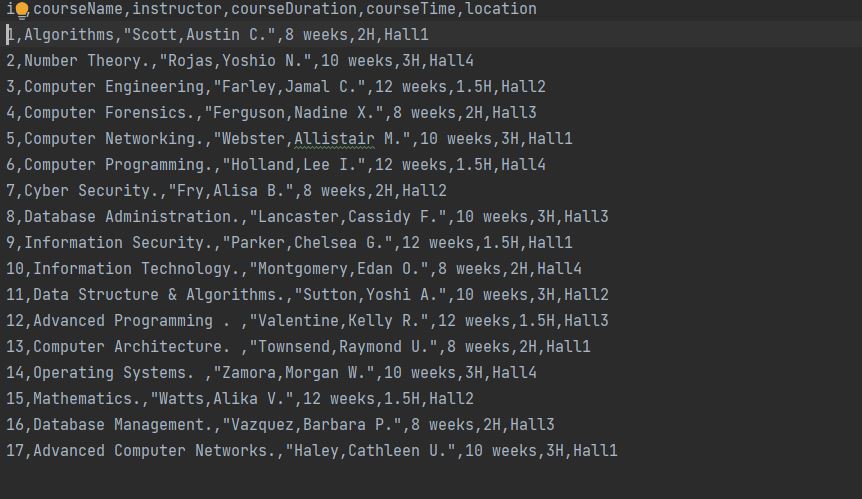 i,courseName,instructor,courseDuration,courseTime,location
1,Algorithms,"Scott,Austin C.",8 weeks,2H,Hall1
2,Number Theory.,"Rojas,Yoshio N.",10 weeks,3H,Hall4
3,Computer Engineering,"Farley,Jamal C.",12 weeks,1.5H,Hall2
4,Computer Forensics.,"Ferguson,Nadine X.",8 weeks,2H,Hall3
5,Computer Networking.,"Webster,Allistair M.",10 weeks,3H,Hall1
6,Computer Programming.,"Holland,Lee I.",12 weeks,1.5H,Hall4
7,Cyber Security.,"Fry,Alisa B.",8 weeks,2H,Hall2
8,Database Administration.,"Lancaster,Cassidy F.",10 weeks,3H,Hall3
9,Information Security.,"Parker,Chelsea G.",12 weeks,1.5H,Hall1
10,Information Technology.,"Montgomery,Edan O.",8 weeks,2H,Hall4
11,Data Structure & Algorithms.,"Sutton,Yoshi A.",10 weeks,3H,Hall2
12,Advanced Programming . ,"Valentine,Kelly R.",12 weeks,1.5H,Hall3
13,Computer Architecture. ,"Townsend,Raymond U.",8 weeks,2H,Hall1
14,Operating Systems. ,"Zamora,Morgan W.",10 weeks,3H,Hall4
15,Mathematics.,"Watts,Alika V.",12 weeks,1.5H,Hall2
16,Database Management.,"Vazquez,Barbara P.",8 weeks,2H,Hall3
17,Advanced Computer Networks.,"Haley,Cathleen U.",10 weeks,3H,Hall1